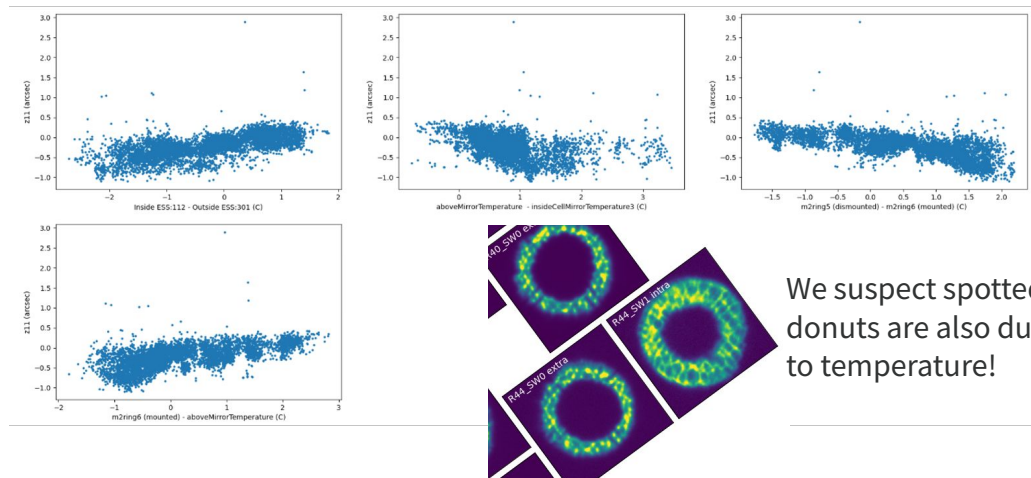 3.0
2.5
2.0
1.5
1.0
0.5
0.0
−0.5
−1.0
z11 (arcsec)
−2 −1 0 1 2
Inside ESS:112 - Outside ESS:301 (C)
3.0
2.5
2.0
1.5
1.0
0.5
0.0
−0.5
−1.0
z11 (arcsec)
0 1 2 3
aboveMirrorTemperature - insideCellMirrorTemperature3 (C)
3.0
2.5
2.0
1.5
1.0
0.5
0.0
−0.5
−1.0
z11 (arcsec)
−1.5 −1.0 −0.5 0.0 0.5 1.0 1.5 2.0
m2ring5 (dismounted) - m2ring6 (mounted) (C)
3.0
2.5
2.0
1.5
1.0
0.5
0.0
−0.5
−1.0
z11 (arcsec)
−2 −1 0 1 2 3
m2ring6 (mounted) - aboveMirrorTemperature (C)
R40_SW0
R44_SW1 intra
R44_SW0 extra
We suspect spotted
donuts are also du
to temperature!